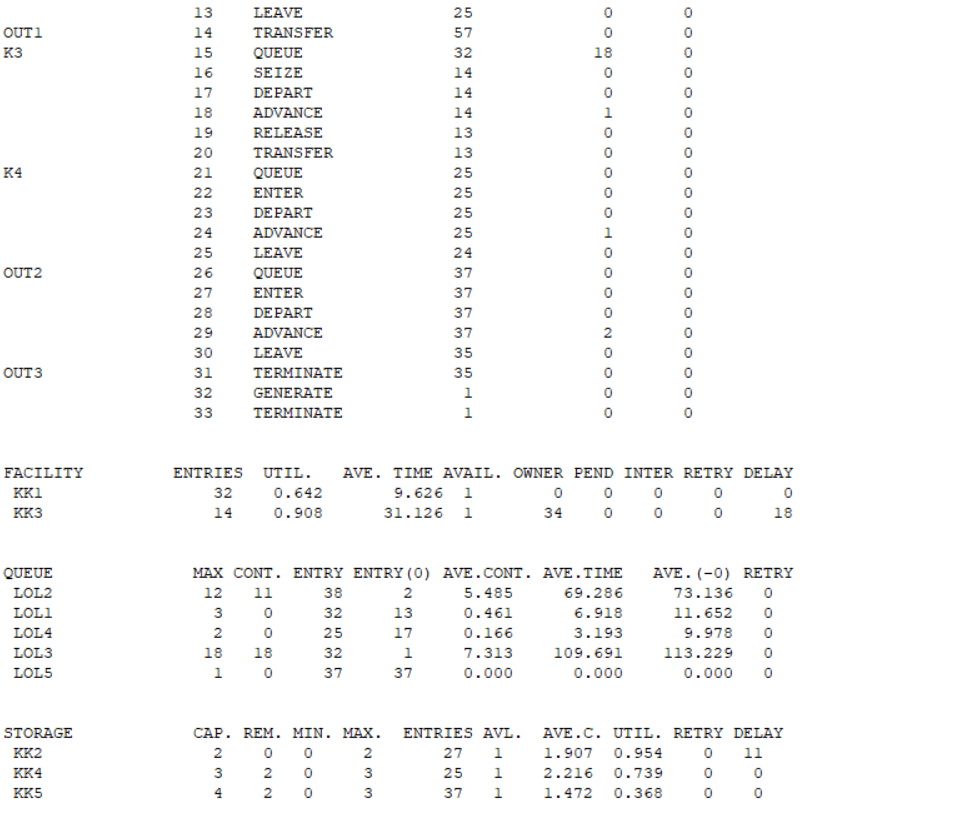 13 LEAVE 25 0 0
OUT1 14 TRANSFER 57 0 0
K3 15 QUEUE 32 18 0
16 SEIZE 14 0 0
17 DEPART 14 0 0
18 ADVANCE 14 1 0
19 RELEASE 13 0 0
20 TRANSFER 13 0 0
K4 21 QUEUE 25 0 0
22 ENTER 25 0 0
23 DEPART 25 0 0
24 ADVANCE 25 1 0
25 LEAVE 24 0 0
OUT2 26 QUEUE 37 0 0
27 ENTER 37 0 0
28 DEPART 37 0 0
29 ADVANCE 37 2 0
30 LEAVE 35 0 0
OUT3 31 TERMINATE 35 0 0
32 GENERATE 1 0 0
33 TERMINATE 1 0 0
FACILITY ENTRIES UTIL. AVE. TIME AVAIL. OWNER PEND INTER RETRY DELAY
KK1 32 0.642 9.626 1 0 0 0 0 0
KK3 14 0.908 31.126 1 34 0 0 0 18
QUEUE MAX CONT. ENTRY ENTRY(0) AVE.CONT. AVE.TIME AVE.(-0) RETRY
LOL2 12 11 38 2 5.485 69.286 73.136 0
LOL1 3 0 32 13 0.461 6.918 11.652 0
LOL4 2 0 25 17 0.166 3.193 9.978 0
LOL3 18 18 32 1 7.313 109.691 113.229 0
LOL5 1 0 37 37 0.000 0.000 0.000 0
STORAGE CAP. REM. MIN. MAX. ENTRIES AVL. AVE.C. UTIL. RETRY DELAY
KK2 2 0 0 2 27 1 1.907 0.954 0 11
KK4 3 2 0 3 25 1 2.216 0.739 0 0
KK5 4 2 0 3 37 1 1.472 0.368 0 0